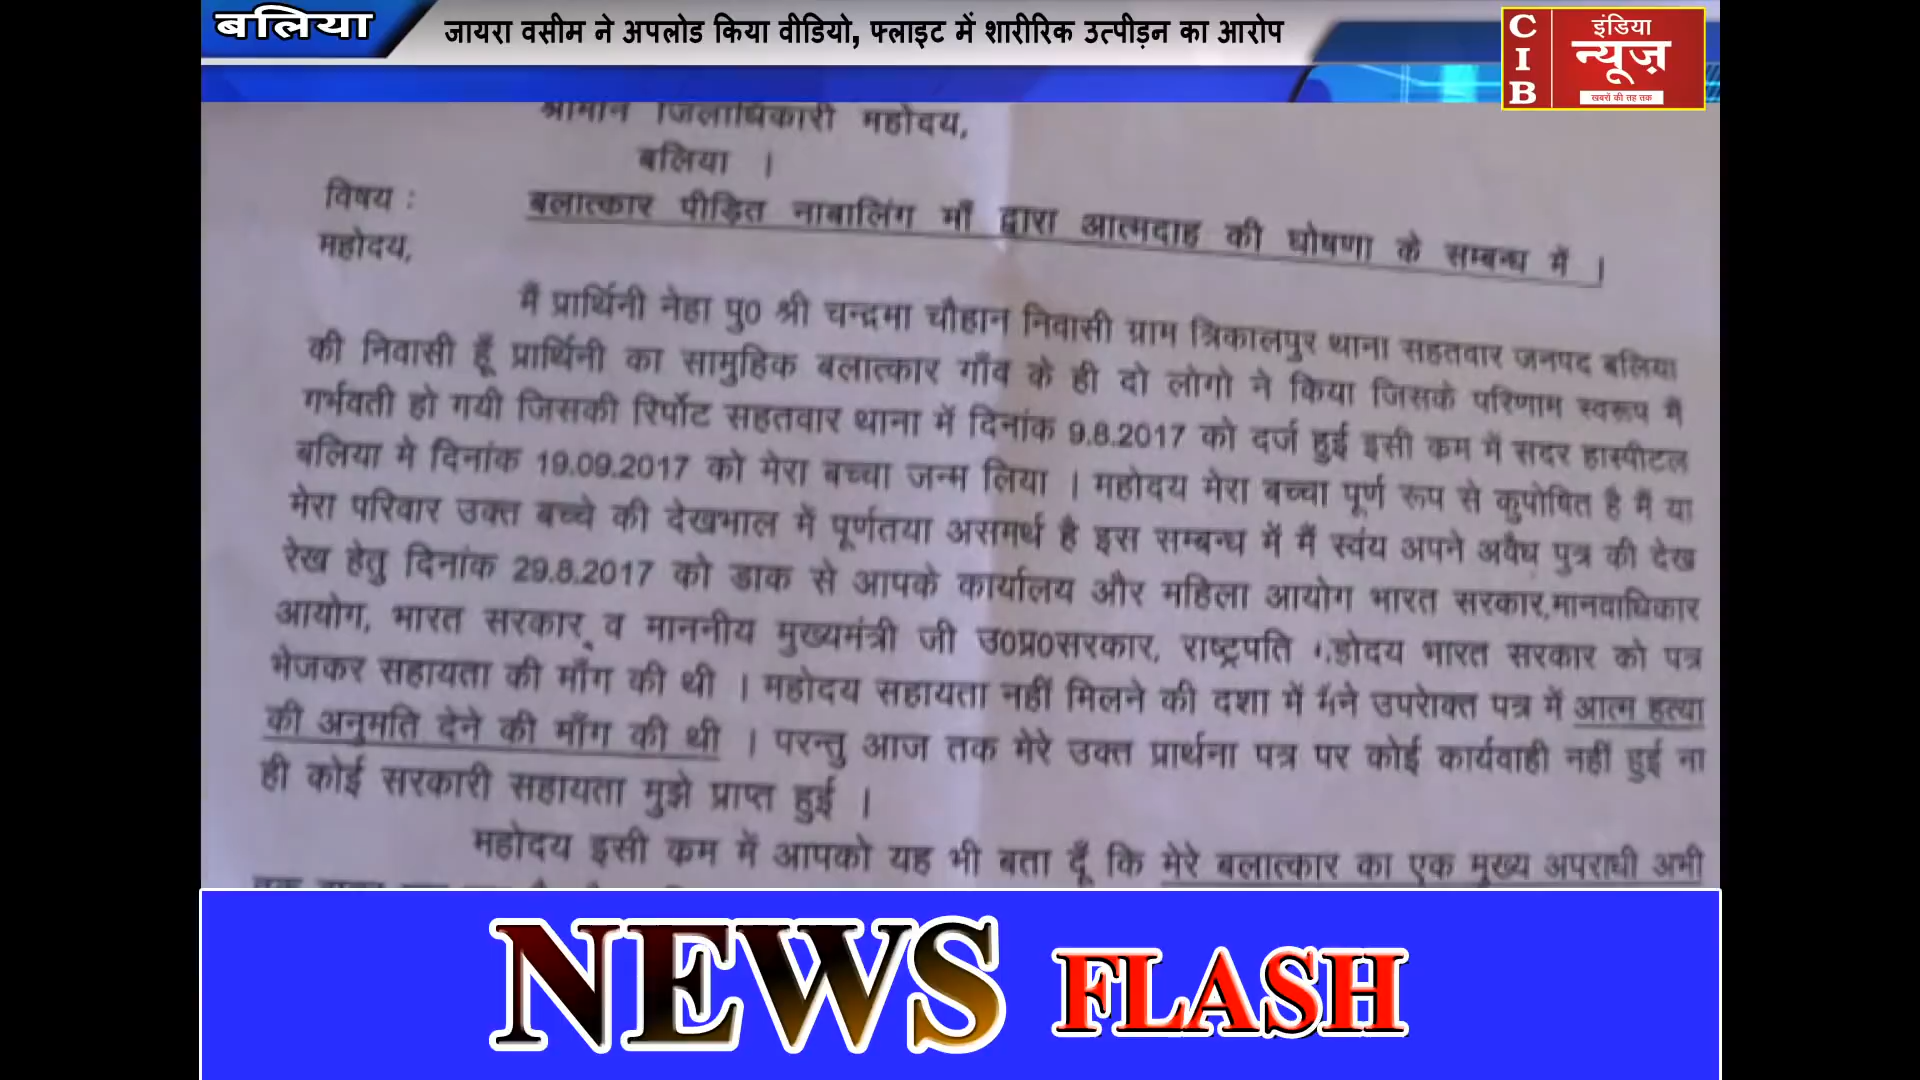 बलिया
जायरा वसीम ने अपलोड किया वीडियो, फ्लाइट में शारीरिक उत्पीड़न का आरोप
CIB
इंडिया
न्यूज़
खबरों की तह तक
श्रीमान जिलाधिकारी महोदय,
बलिया ।
विषय :
बलात्कार पीड़ित नाबालिंग माँ द्वारा आत्मदाह की घोषणा के सम्बन्ध में ।
महोदय,
मैं प्रार्थिनी नेहा पु0 श्री चन्द्रमा चौहान निवासी ग्राम त्रिकालपुर थाना सहतवार जनपद बलिया
की निवासी हूँ प्रार्थिनी का सामुहिक बलात्कार गाँव के ही दो लोगो ने किया जिसके परिणाम स्वरूप मैं
गर्भवती हो गयी जिसकी रिर्पोट सहतवार थाना में दिनांक 9.8.2017 को दर्ज हुई इसी कम में सदर हास्पीटल
बलिया मे दिनांक 19.09.2017 को मेरा बच्चा जन्म लिया । महोदय मेरा बच्चा पूर्ण रूप से कुपोषित है मैं या
मेरा परिवार उक्त बच्चे की देखभाल में पूर्णतया असमर्थ है इस सम्बन्ध में मैं स्वंय अपने अवैध पुत्र की देख
रेख हेतु दिनांक 29.8.2017 को डाक से आपके कार्यालय और महिला आयोग भारत सरकार,मानवाधिकार
आयोग, भारत सरकार व माननीय मुख्यमंत्री जी उ0प्र0सरकार, राष्ट्रपति भारत सरकार को पत्र
भेजकर सहायता की माँग की थी । महोदय सहायता नहीं मिलने की दशा में मैंने उपरोक्त पत्र में आत्म हत्या
की अनुमति देने की माँग की थी । परन्तु आज तक मेरे उक्त प्रार्थना पत्र पर कोई कार्यवाही नहीं हुई ना
ही कोई सरकारी सहायता मुझे प्राप्त हुई ।
महोदय इसी कम में आपको यह भी बता दूँ कि मेरे बलात्कार का एक मुख्य अपराधी अभी
NEWS FLASH